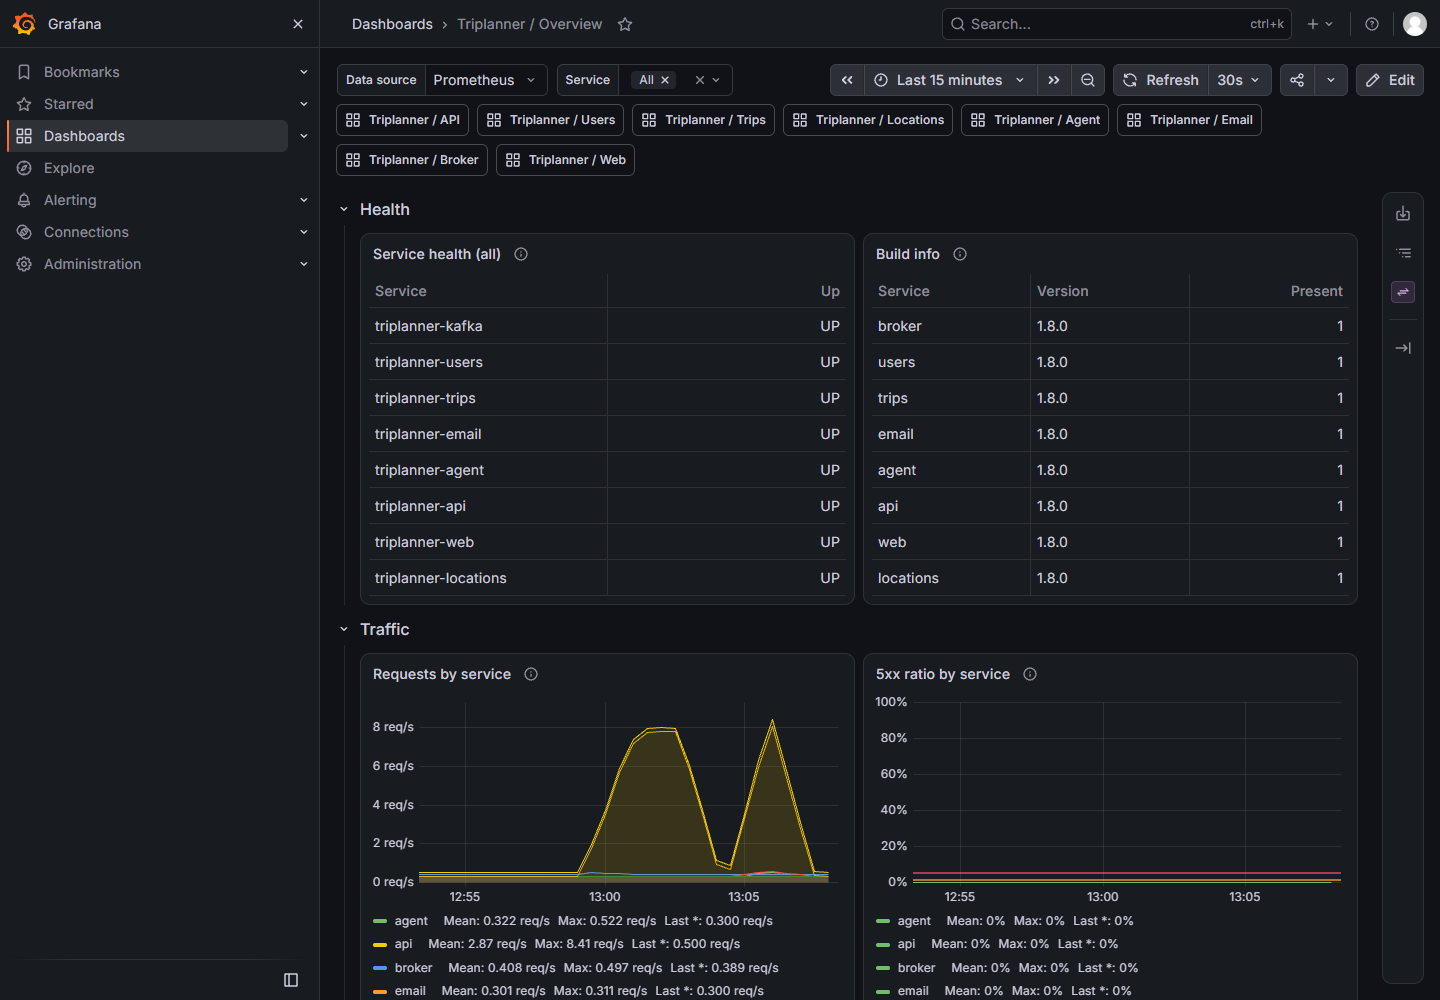 Grafana
Dashboards › Triplanner / Overview
Search...
ctrl+k
Bookmarks
Starred
Dashboards
Explore
Alerting
Connections
Administration
Data source Prometheus
Service All
Last 15 minutes
Refresh 30s
Edit
Triplanner / API
Triplanner / Users
Triplanner / Trips
Triplanner / Locations
Triplanner / Agent
Triplanner / Email
Triplanner / Broker
Triplanner / Web
Health
Service health (all)
Service Up
triplanner-kafka UP
triplanner-users UP
triplanner-trips UP
triplanner-email UP
triplanner-agent UP
triplanner-api UP
triplanner-web UP
triplanner-locations UP
Build info
Service Version Present
broker 1.8.0 1
users 1.8.0 1
trips 1.8.0 1
email 1.8.0 1
agent 1.8.0 1
api 1.8.0 1
web 1.8.0 1
locations 1.8.0 1
Traffic
Requests by service
8 req/s
6 req/s
4 req/s
2 req/s
0 req/s
12:55 13:00 13:05
agent Mean: 0.322 req/s Max: 0.522 req/s Last *: 0.300 req/s
api Mean: 2.87 req/s Max: 8.41 req/s Last *: 0.500 req/s
broker Mean: 0.408 req/s Max: 0.497 req/s Last *: 0.389 req/s
email Mean: 0.301 req/s Max: 0.311 req/s Last *: 0.300 req/s
5xx ratio by service
100%
80%
60%
40%
20%
0%
12:55 13:00 13:05
agent Mean: 0% Max: 0% Last *: 0%
api Mean: 0% Max: 0% Last *: 0%
broker Mean: 0% Max: 0% Last *: 0%
email Mean: 0% Max: 0% Last *: 0%